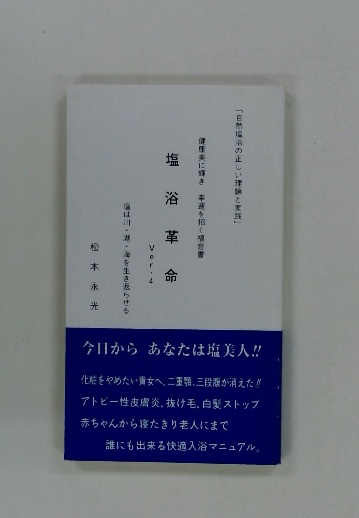 「自然塩浴の正しい理論と実践」
健康美に輝き 幸運を招く福音書
塩浴革命
Ver.4
塩は川・湖・海を生き返らせる
松本永光
今日から あなたは塩美人!!
化粧をやめたい貴女へ、二重顎、三段腹が消えた!!
アトピー性皮膚炎、抜け毛、白髪ストップ
赤ちゃんから寝たきり老人にまで
誰にも出来る快適入浴マニュアル。